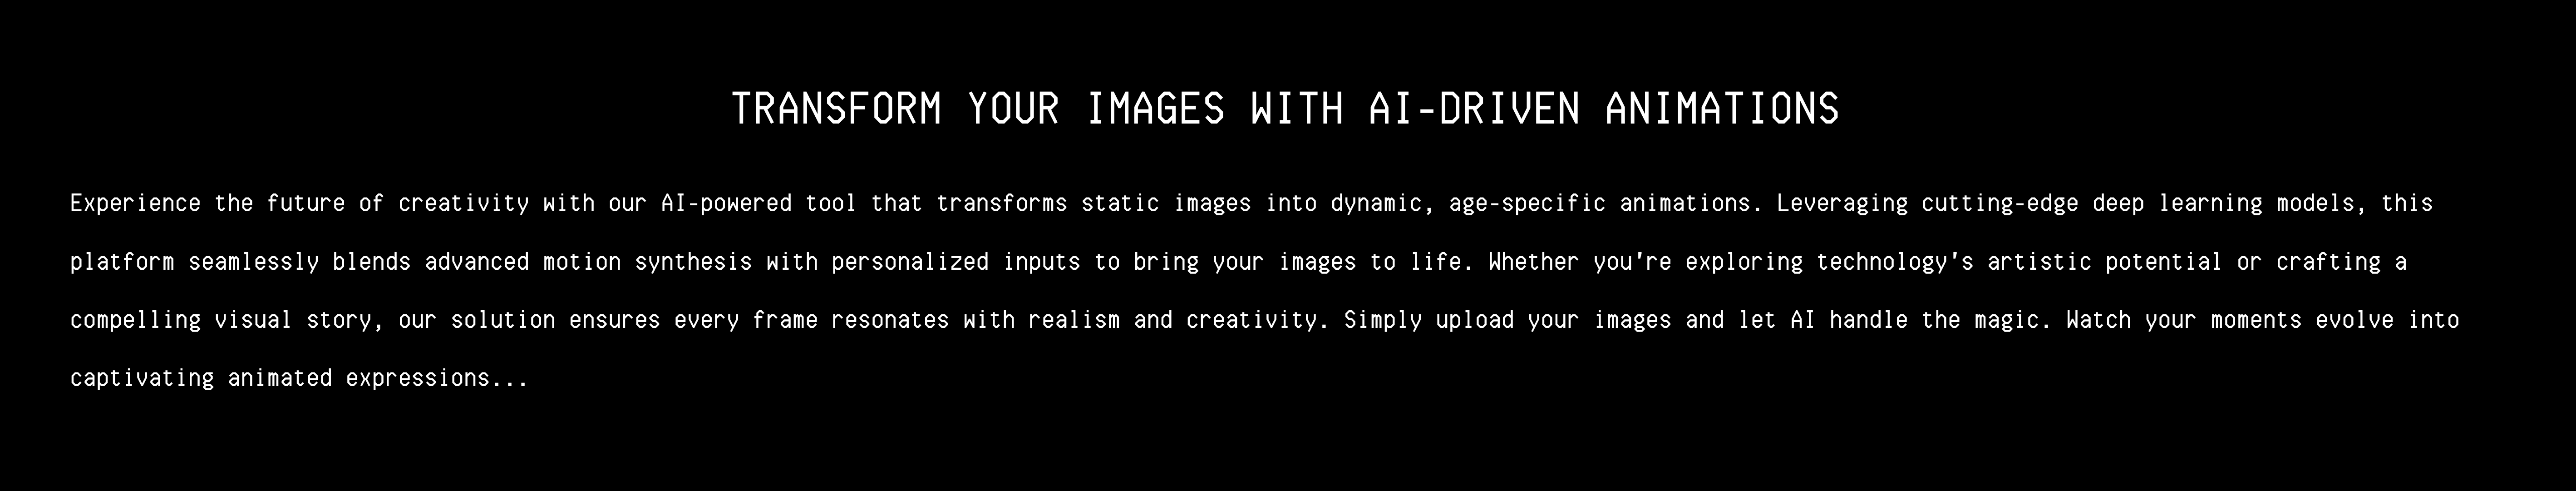 TRANSFORM YOUR IMAGES WITH AI-DRIVEN ANIMATIONS
Experience the future of creativity with our AI-powered tool that transforms static images into dynamic, age-specific animations. Leveraging cutting-edge deep learning models, this
platform seamlessly blends advanced motion synthesis with personalized inputs to bring your images to life. Whether you're exploring technology's artistic potential or crafting a
compelling visual story, our solution ensures every frame resonates with realism and creativity. Simply upload your images and let AI handle the magic. Watch your moments evolve into
captivating animated expressions...